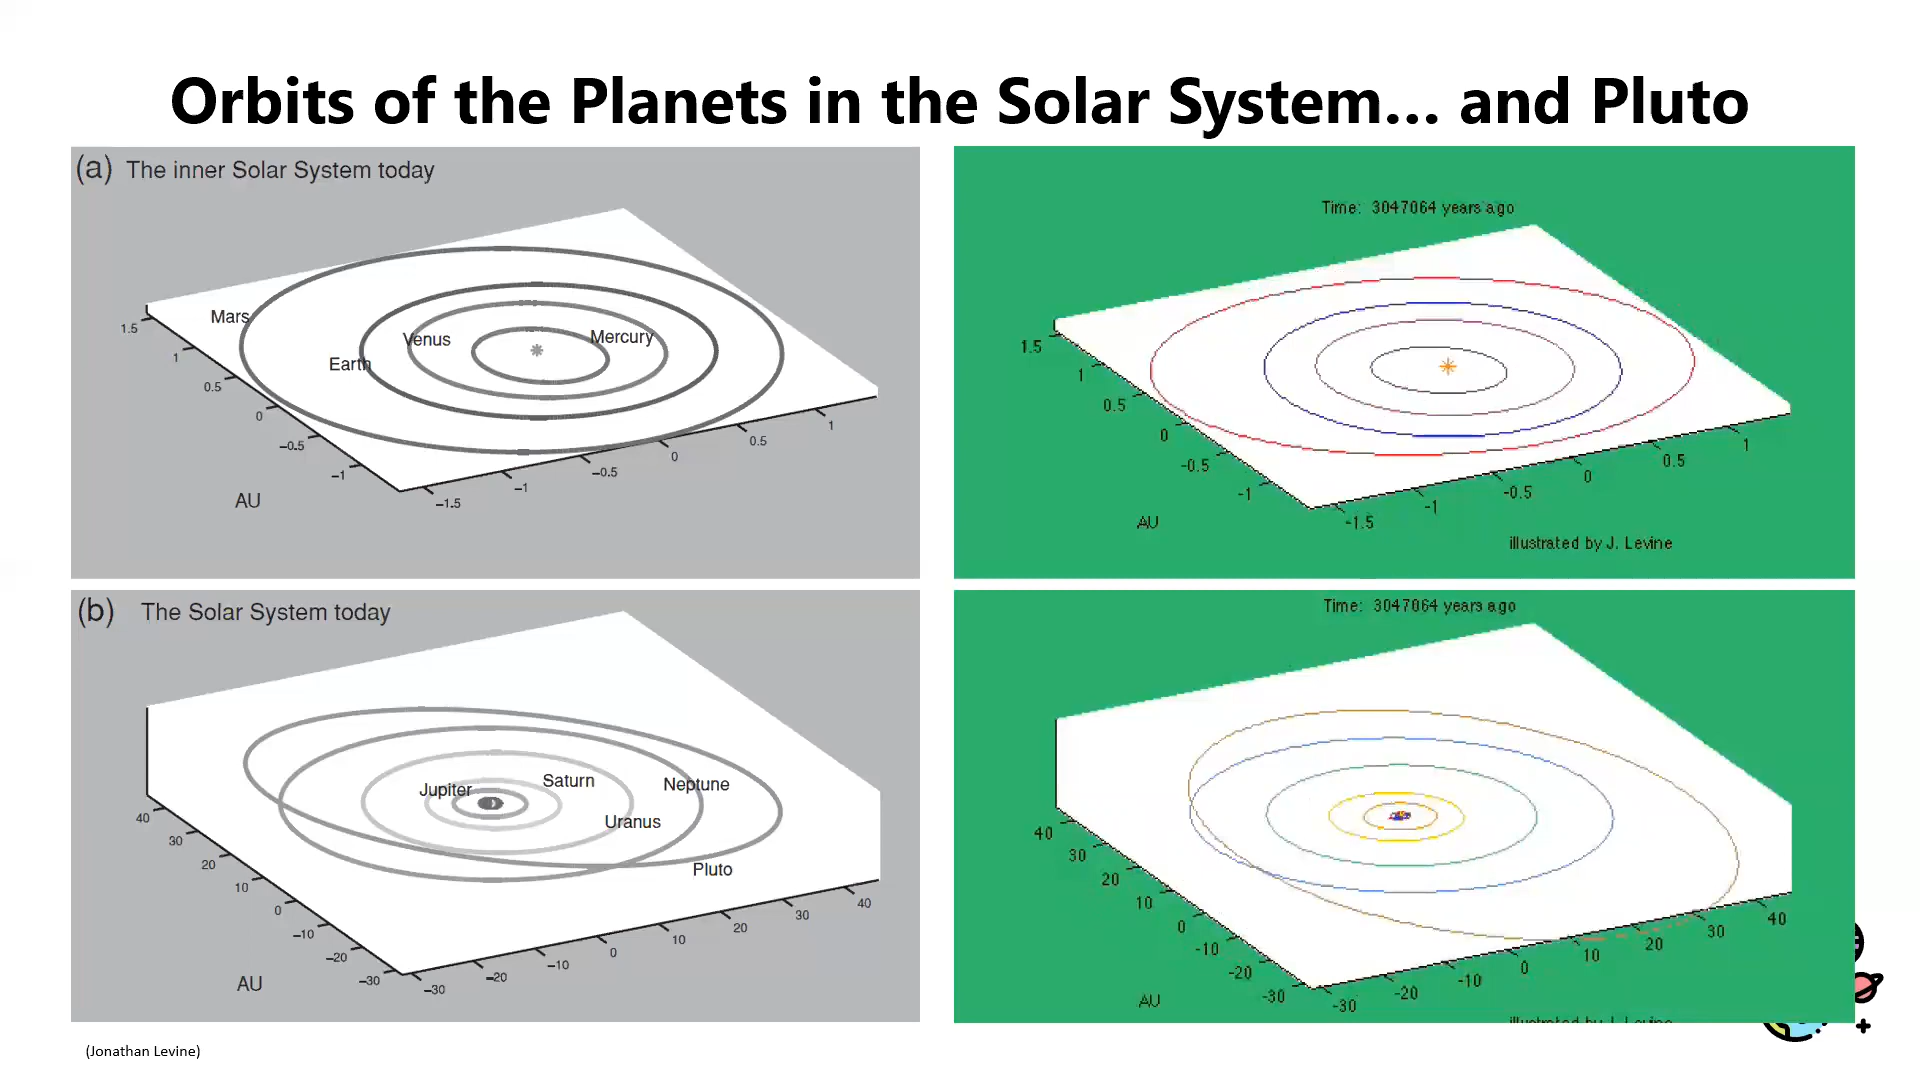 Orbits of the Planets in the Solar System... and Pluto
(a) The inner Solar System today
Mars
Venus
Mercury
Earth
1.5
1
0.5
0
−0.5
−1
AU
−1.5
−1
−0.5
0
0.5
1
Time: 3047064 years ago
1.5
1
0.5
0
-0.5
-1
AU
-1.5
-1
-0.5
0
0.5
1
illustrated by J. Levine
(b) The Solar System today
Jupiter
Saturn
Neptune
Uranus
Pluto
40
30
20
10
0
−10
−20
−30
AU
−30
−20
−10
0
10
20
30
40
Time: 3047064 years ago
40
30
20
10
0
-10
-20
-30
AU
-30
-20
-10
0
10
20
30
40
illustrated by J. Levine
(Jonathan Levine)